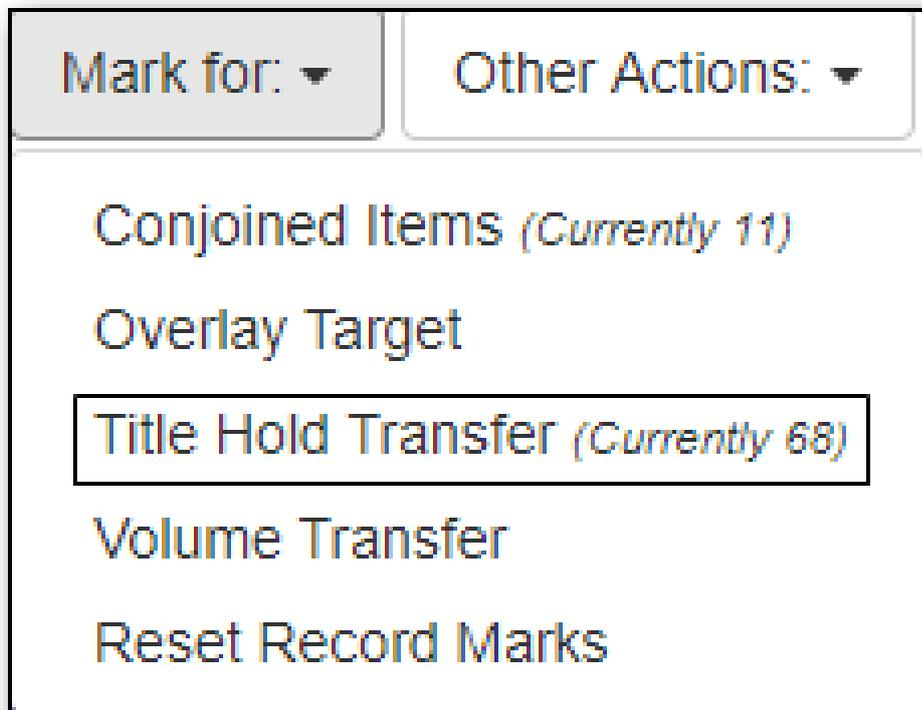 Mark for: Other Actions:
Conjoined Items (Currently 11)
Overlay Target
Title Hold Transfer (Currently 68)
Volume Transfer
Reset Record Marks